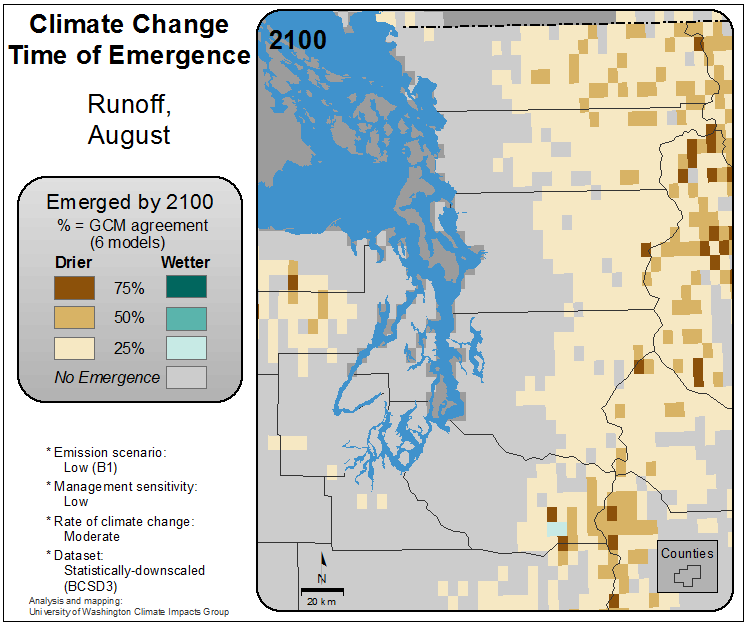 Climate Change
Time of Emergence
Runoff,
August
Emerged by 2100
% = GCM agreement
(6 models)
Drier Wetter
75%
50%
25%
No Emergence
* Emission scenario:
Low (B1)
* Management sensitivity:
Low
* Rate of climate change:
Moderate
* Dataset:
Statistically-downscaled
(BCSD3)
Analysis and mapping:
University of Washington Climate Impacts Group
2100
N
20 km
Counties